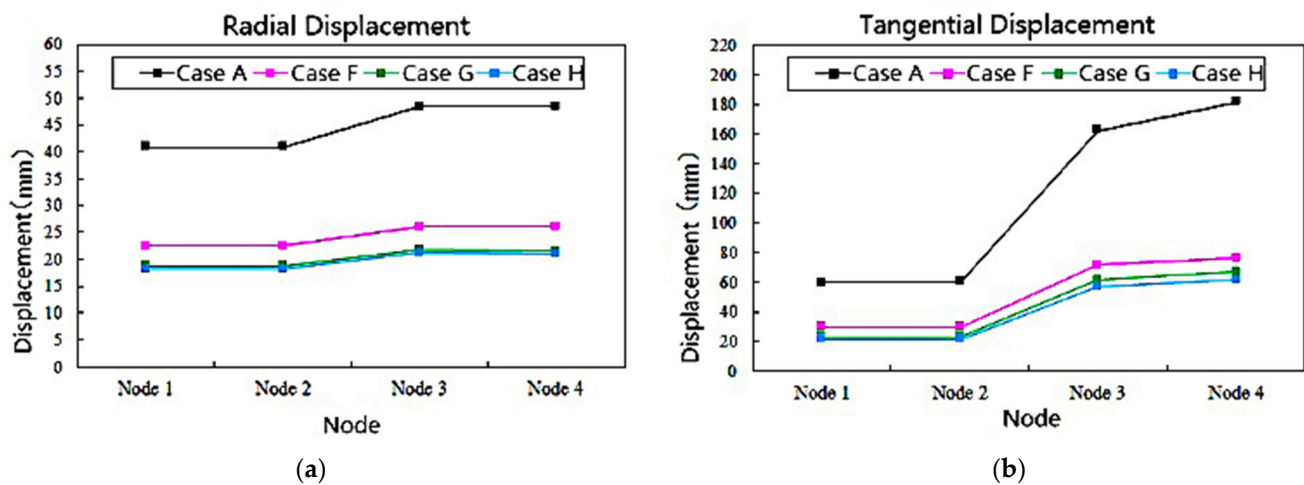 Radial Displacement
60
55
50
45
40
35
30
25
20
15
10
5
0
Displacement(mm)
Case A Case F Case G Case H
Node 1 Node 2 Node 3 Node 4
Node
(a)
Tangential Displacement
220
200
180
160
140
120
100
80
60
40
20
0
Displacement (mm)
Case A Case F Case G Case H
Node 1 Node 2 Node 3 Node 4
Node
(b)